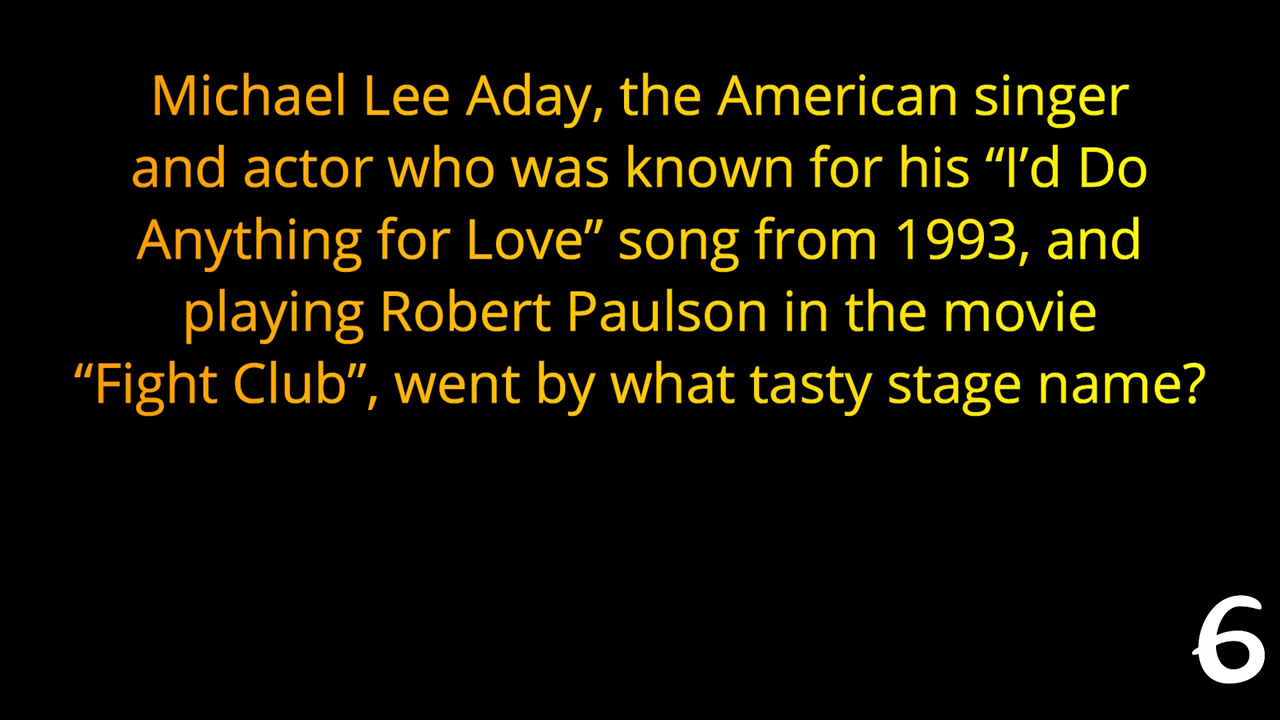 Michael Lee Aday, the American singer
and actor who was known for his “I’d Do
Anything for Love” song from 1993, and
playing Robert Paulson in the movie
“Fight Club”, went by what tasty stage name?
6